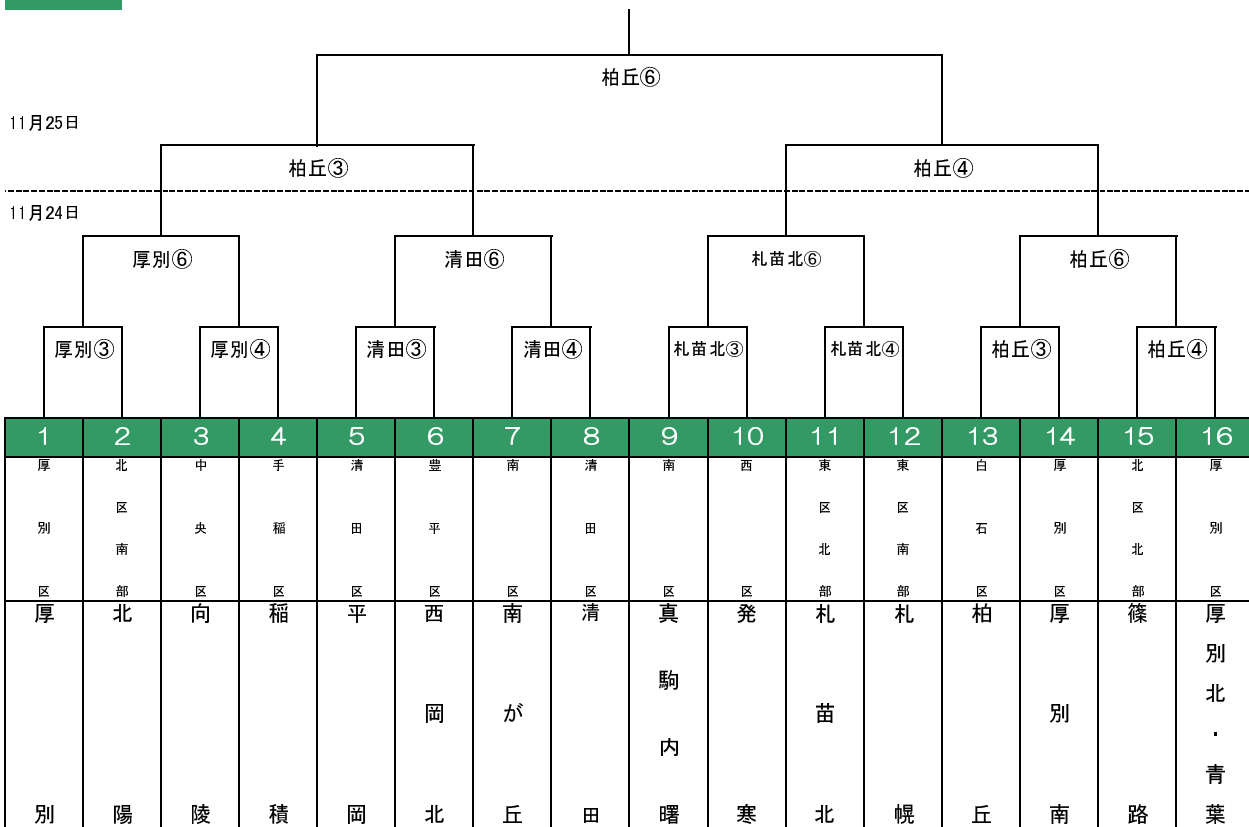 柏丘⑥
11月25日
柏丘③
柏丘④
11月24日
厚別⑥
清田⑥
札苗北⑥
柏丘⑥
厚別③
厚別④
清田③
清田④
札苗北③
札苗北④
柏丘③
柏丘④
1 2 3 4 5 6 7 8 9 10 11 12 13 14 15 16
厚別区
北区南部
中央区
手稲区
清田区
豊平区
南区
清田区
南区
西区
東区北部
東区南部
白石区
厚別区
北区北部
厚別区
厚別
北陽
向陵
稲積
平岡
西岡北
南が丘
清田
真駒内曙
発寒
札苗北
札幌
柏丘
厚別南
篠路
厚別北・青葉